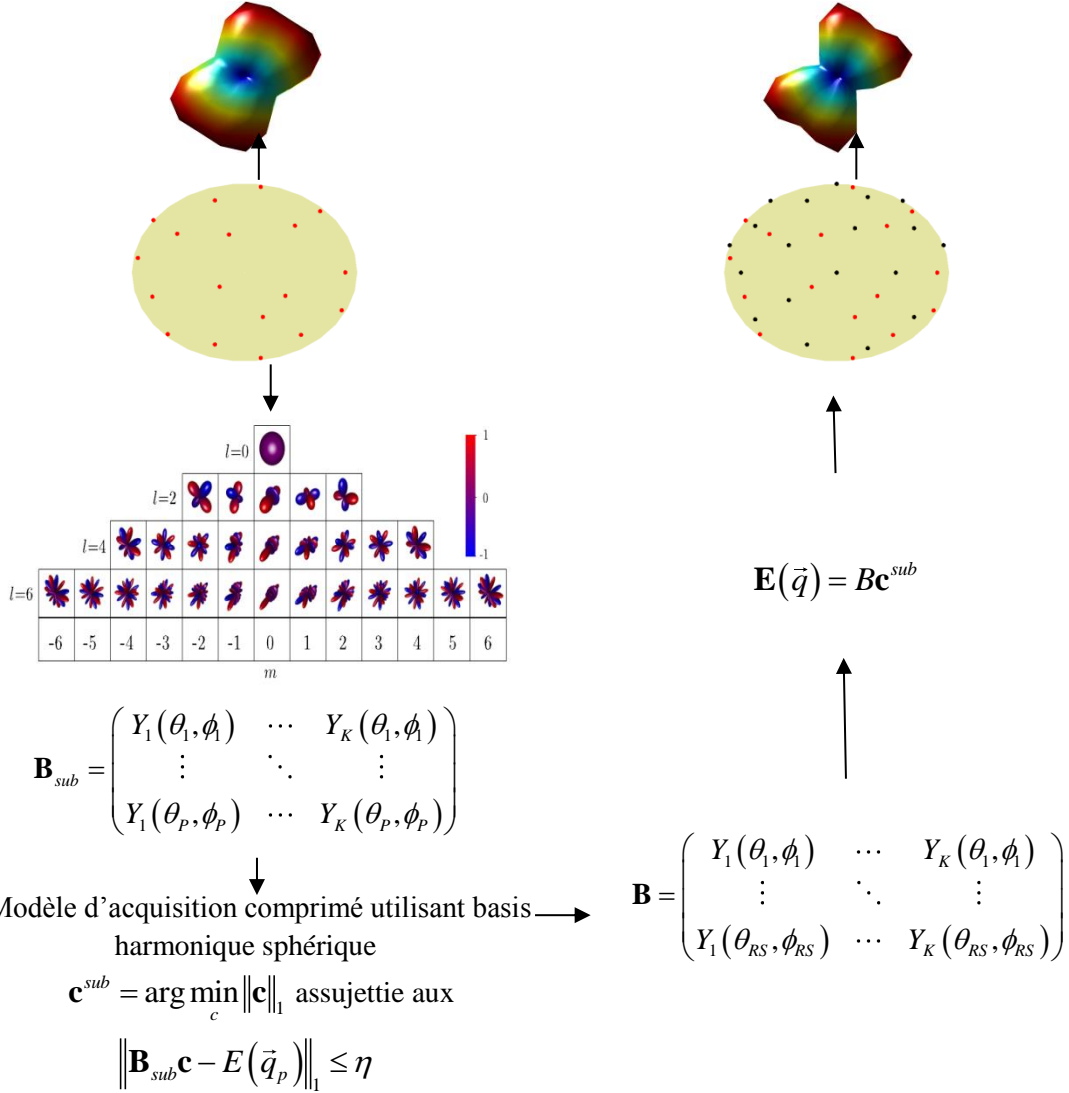 l=0
1
0
-1
l=2
l=4
l=6
-6 -5 -4 -3 -2 -1 0 1 2 3 4 5 6
m
B_sub = ( Y_1(θ_1,ϕ_1) ⋯ Y_K(θ_1,ϕ_1)
⋮ ⋱ ⋮
Y_1(θ_P,ϕ_P) ⋯ Y_K(θ_P,ϕ_P) )
Modèle d’acquisition comprimé utilisant basis
harmonique sphérique
c^sub = arg min_c ‖c‖_1 assujettie aux
‖B_sub c − E(q⃗_p)‖_1 ≤ η
E(q⃗) = Bc^sub
B = ( Y_1(θ_1,ϕ_1) ⋯ Y_K(θ_1,ϕ_1)
⋮ ⋱ ⋮
Y_1(θ_RS,ϕ_RS) ⋯ Y_K(θ_RS,ϕ_RS) )